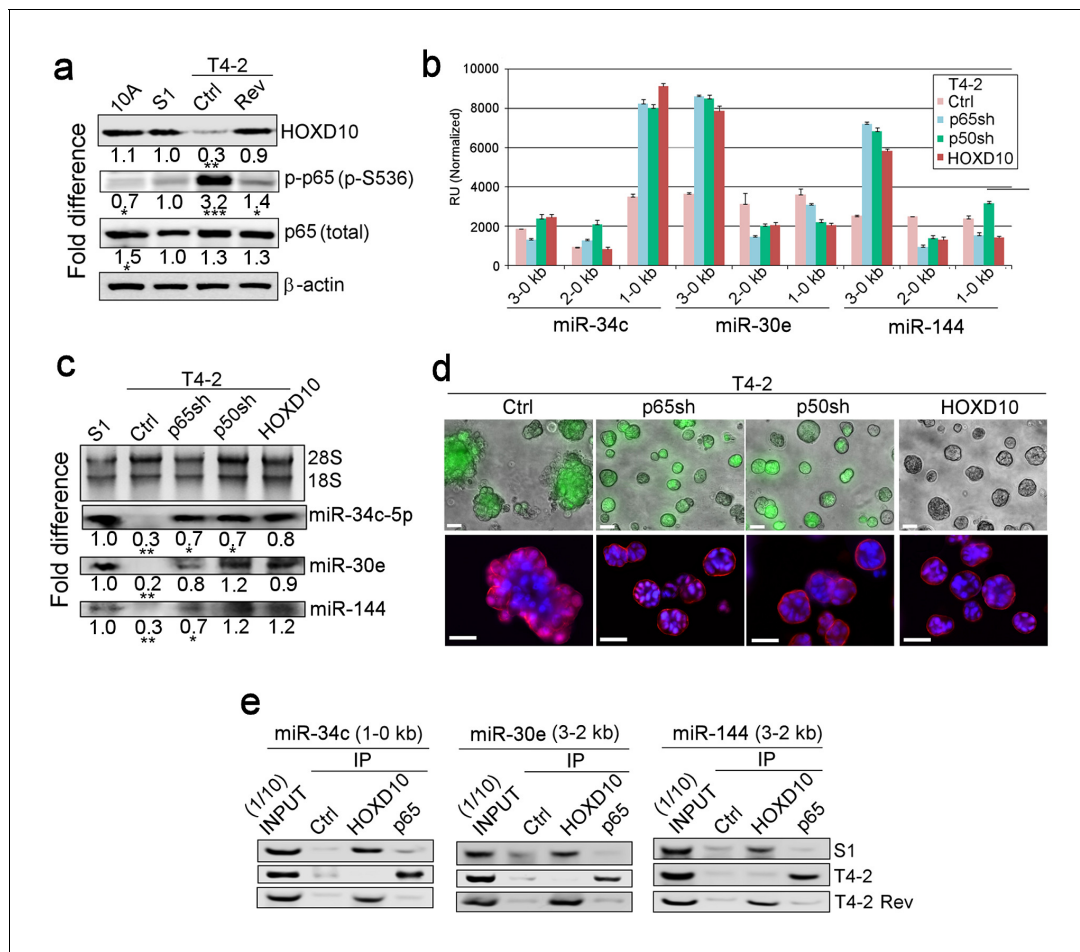 a
T4-2
10A S1 Ctrl Rev
Fold difference
HOXD10
1.1 1.0 0.3 0.9
**
p-p65 (p-S536)
0.7 1.0 3.2 1.4
* *** *
p65 (total)
1.5 1.0 1.3 1.3
*
β-actin
b
RU (Normalized)
10000
8000
6000
4000
2000
0
T4-2
Ctrl
p65sh
p50sh
HOXD10
3-0 kb 2-0 kb 1-0 kb 3-0 kb 2-0 kb 1-0 kb 3-0 kb 2-0 kb 1-0 kb
miR-34c miR-30e miR-144
c
T4-2
S1 Ctrl p65sh p50sh HOXD10
Fold difference
28S
18S
miR-34c-5p
1.0 0.3 0.7 0.7 0.8
** * *
miR-30e
1.0 0.2 0.8 1.2 0.9
**
miR-144
1.0 0.3 0.7 1.2 1.2
** *
d
T4-2
Ctrl p65sh p50sh HOXD10
e
miR-34c (1-0 kb) miR-30e (3-2 kb) miR-144 (3-2 kb)
IP IP IP
(1/10) INPUT Ctrl HOXD10 p65 (1/10) INPUT Ctrl HOXD10 p65 (1/10) INPUT Ctrl HOXD10 p65
S1
T4-2
T4-2 Rev